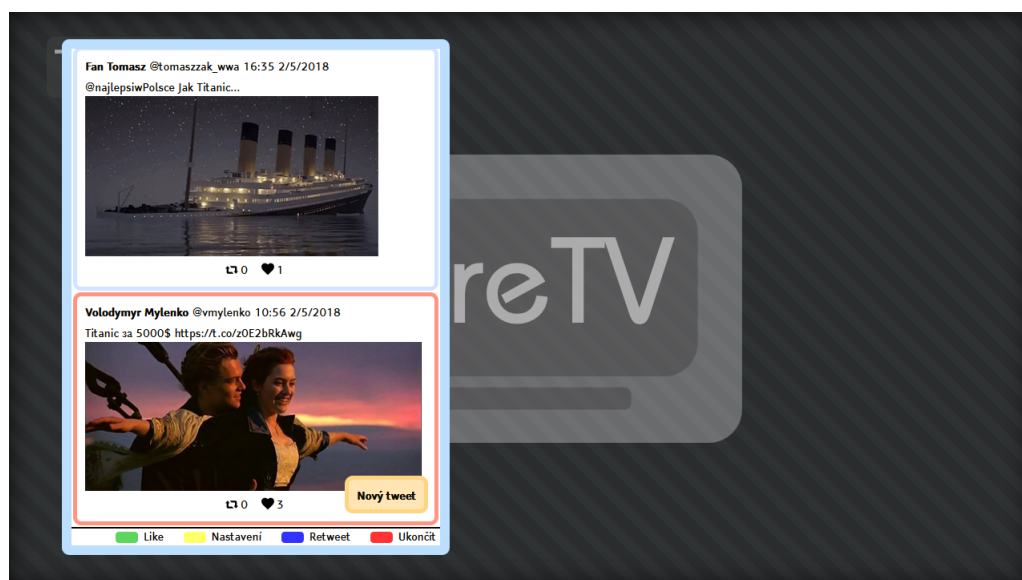 Fan Tomasz @tomaszzak_wwa 16:35 2/5/2018
@najlepsiwPolsce Jak Titanic...
0 1
Volodymyr Mylenko @vmylenko 10:56 2/5/2018
Titanic за 5000$ https://t.co/z0E2bRkAwg
0 3
Nový tweet
Like Nastavení Retweet Ukončit
reTV